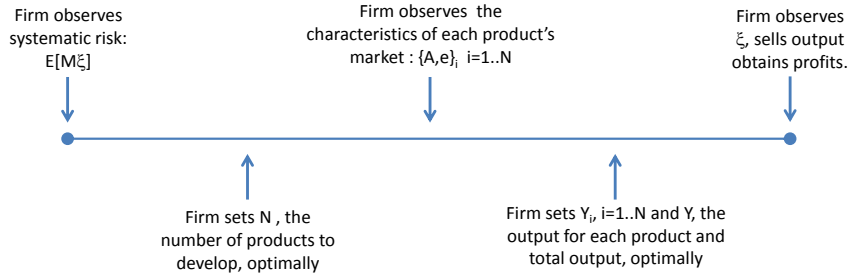 Firm observes
systematic risk:
E[Mξ]
Firm observes the
characteristics of each product's
market : {A,e}i i=1..N
Firm observes
ξ, sells output
obtains profits.
Firm sets N , the
number of products to
develop, optimally
Firm sets Yi, i=1..N and Y, the
output for each product and
total output, optimally